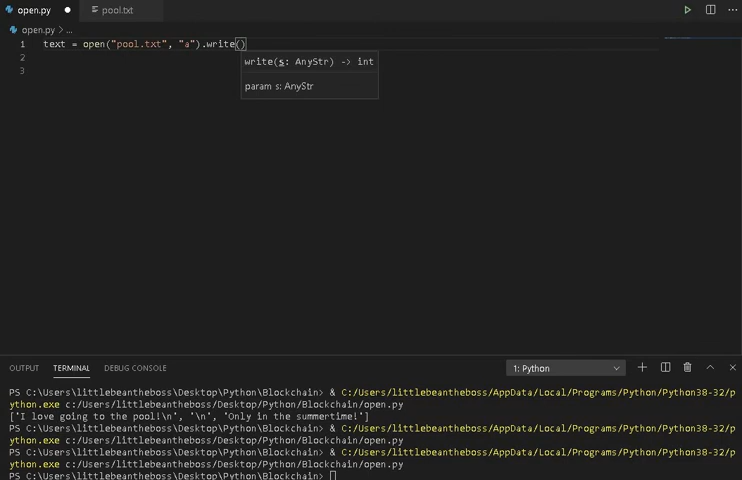 open.py pool.txt
open.py > ...
1 text = open("pool.txt", "a").write()
2
3
write(s: AnyStr) -> int
param s: AnyStr
OUTPUT TERMINAL DEBUG CONSOLE 1: Python
PS C:\Users\littlebeantheboss\Desktop\Python\Blockchain> & C:/Users/littlebeantheboss/AppData/Local/Programs/Python/Python38-32/p
ython.exe c:/Users/littlebeantheboss/Desktop/Python/Blockchain/open.py
['I love going to the pool!\n', '\n', 'Only in the summertime!']
PS C:\Users\littlebeantheboss\Desktop\Python\Blockchain> & C:/Users/littlebeantheboss/AppData/Local/Programs/Python/Python38-32/p
ython.exe c:/Users/littlebeantheboss/Desktop/Python/Blockchain/open.py
PS C:\Users\littlebeantheboss\Desktop\Python\Blockchain> & C:/Users/littlebeantheboss/AppData/Local/Programs/Python/Python38-32/p
ython.exe c:/Users/littlebeantheboss/Desktop/Python/Blockchain/open.py
PS C:\Users\littlebeantheboss\Desktop\Python\Blockchain>